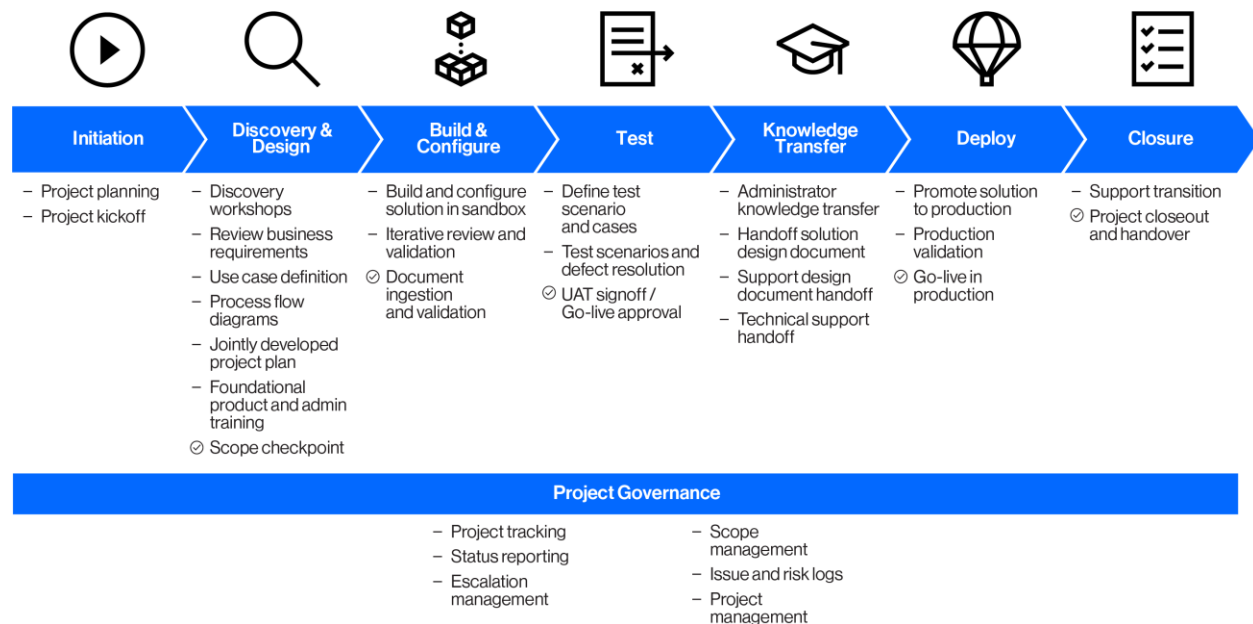 Initiation
Discovery &
Design
Build &
Configure
Test
Knowledge
Transfer
Deploy
Closure
– Project planning
– Project kickoff
– Discovery
workshops
– Review business
requirements
– Use case definition
– Process flow
diagrams
– Jointly developed
project plan
– Foundational
product and admin
training
Scope checkpoint
– Build and configure
solution in sandbox
– Iterative review and
validation
Document
ingestion
and validation
– Define test
scenario
and cases
– Test scenarios and
defect resolution
UAT signoff /
Go-live approval
– Administrator
knowledge transfer
– Handoff solution
design document
– Support design
document handoff
– Technical support
handoff
– Promote solution
to production
– Production
validation
Go-live in
production
– Support transition
Project closeout
and handover
Project Governance
– Project tracking
– Status reporting
– Escalation
management
– Scope
management
– Issue and risk logs
– Project
management